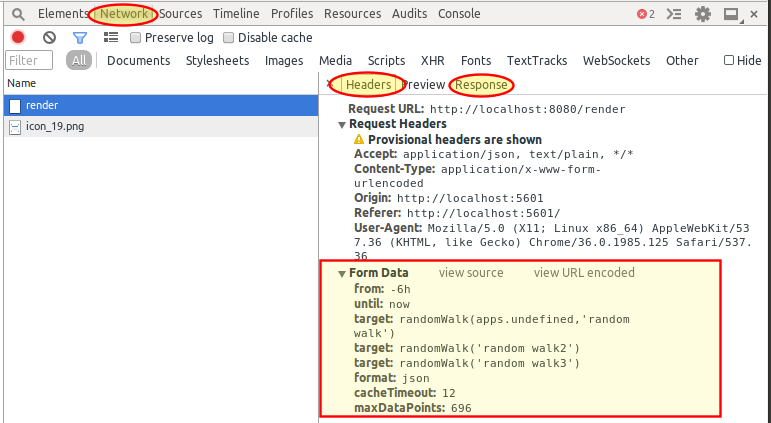 Elements Network Sources Timeline Profiles Resources Audits Console 2
Preserve log Disable cache
Filter All Documents Stylesheets Images Media Scripts XHR Fonts TextTracks WebSockets Other Hide
Name
× Headers Preview Response
render
icon_19.png
Request URL: http://localhost:8080/render
Request Headers
Provisional headers are shown
Accept: application/json, text/plain, */*
Content-Type: application/x-www-form-
urlencoded
Origin: http://localhost:5601
Referer: http://localhost:5601/
User-Agent: Mozilla/5.0 (X11; Linux x86_64) AppleWebKit/53
7.36 (KHTML, like Gecko) Chrome/36.0.1985.125 Safari/537.
36
Form Data view source view URL encoded
from: -6h
until: now
target: randomWalk(apps.undefined,'random
walk')
target: randomWalk('random walk2')
target: randomWalk('random walk3')
format: json
cacheTimeout: 12
maxDataPoints: 696